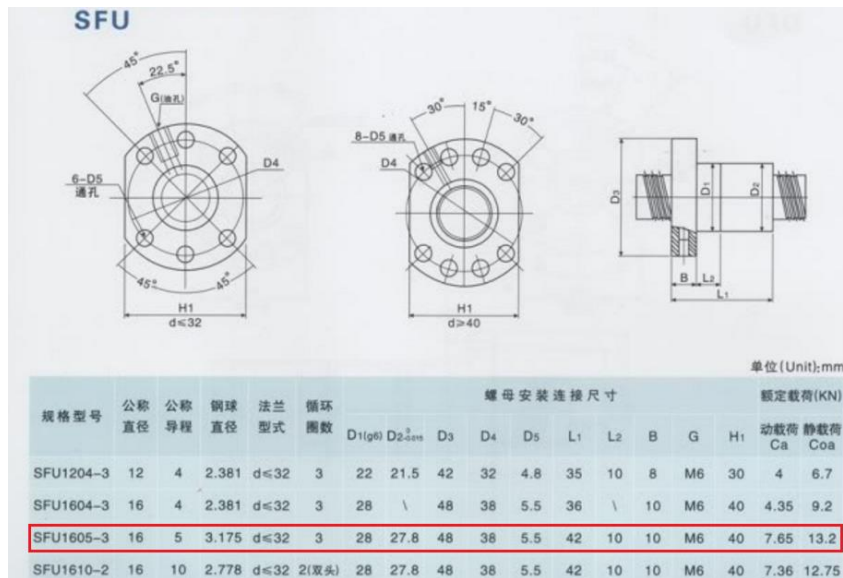 SFU
45°
22.5°
G(油孔)
D4
6-D5
通孔
45°
45°
H1
d≤32
30°
15°
30°
8-D5 通孔
D4
H1
d≥40
D3
D1
D2
B
L2
L1
单位(Unit):mm
规格型号 公称直径 公称导程 钢球直径 法兰型式 循环圈数 螺母安装连接尺寸 额定载荷(KN)
D1(g6) D2-0.015 D3 D4 D5 L1 L2 B G H1 动载荷Ca 静载荷Coa
SFU1204-3 12 4 2.381 d≤32 3 22 21.5 42 32 4.8 35 10 8 M6 30 4 6.7
SFU1604-3 16 4 2.381 d≤32 3 28 \ 48 38 5.5 36 \ 10 M6 40 4.35 9.2
SFU1605-3 16 5 3.175 d≤32 3 28 27.8 48 38 5.5 42 10 10 M6 40 7.65 13.2
SFU1610-2 16 10 2.778 d≤32 2(双头) 28 27.8 48 38 5.5 42 10 10 M6 40 7.36 12.75